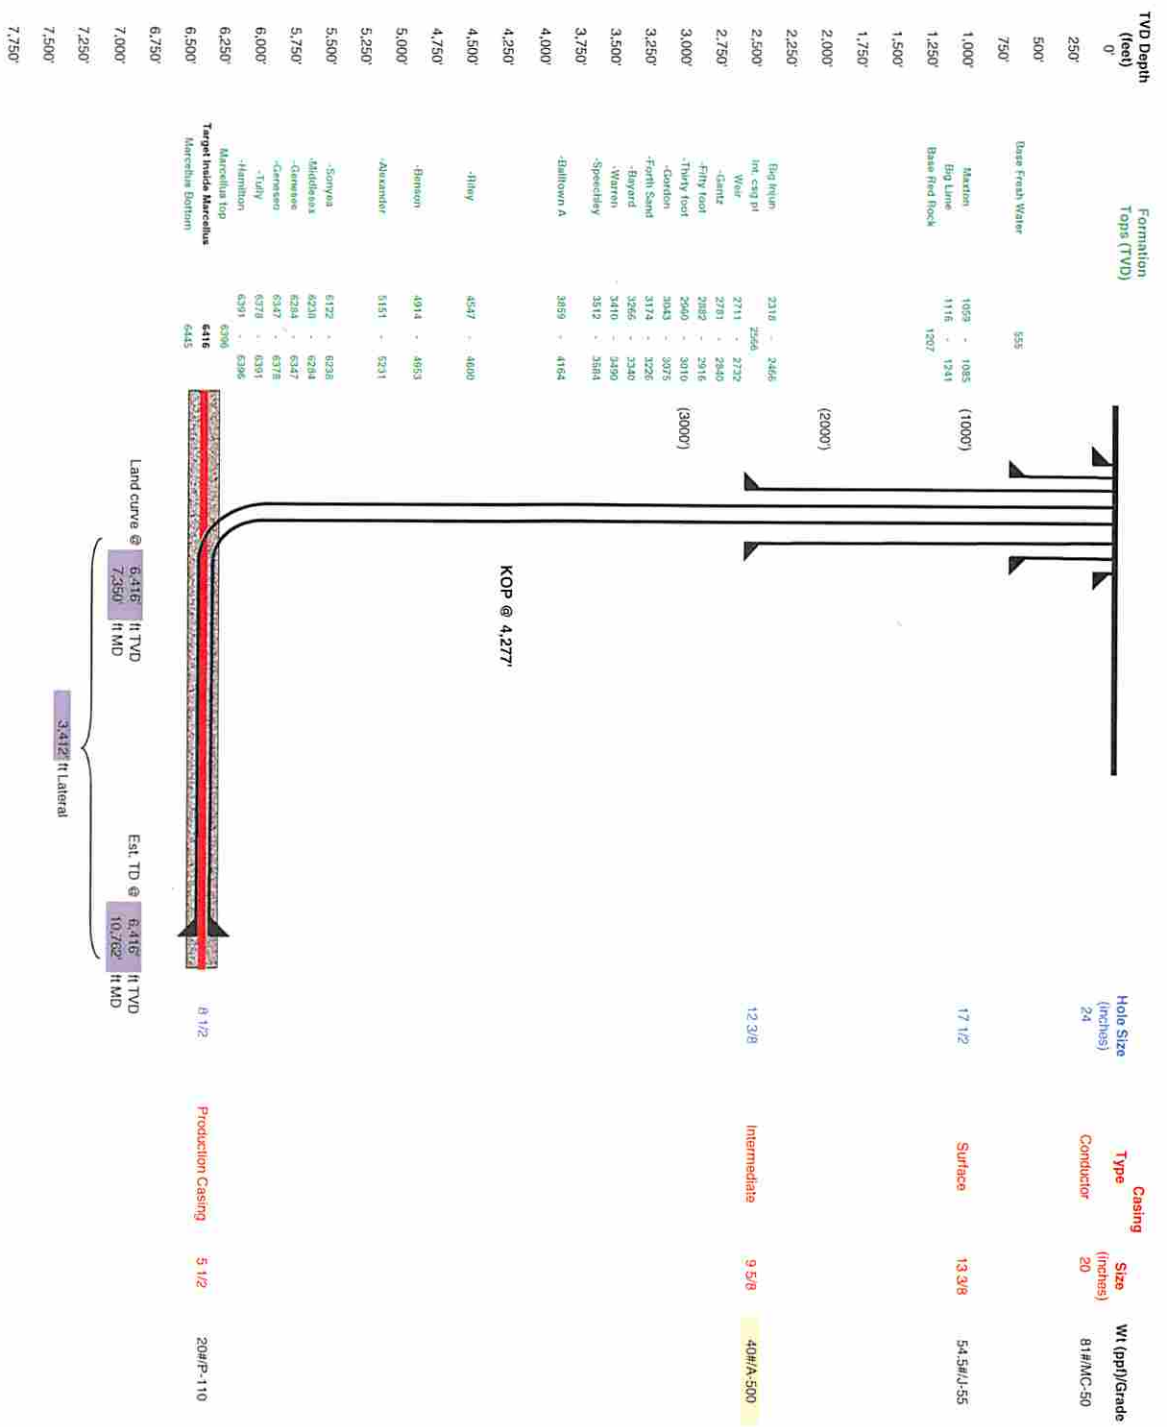 TVD Depth
(feet)
Formation
Tops (TVD)
Hole Size
(inches)
Casing
Type
Size
(inches)
Wt (ppf)/Grade
0'
250'
24
Conductor
20
81#/MC-50
500'
Base Fresh Water
555
750'
1,000'
Maxton
1059 - 1085
(1000')
17 1/2
Surface
13 3/8
54.5#/J-55
Big Lime
1116 - 1241
1,250'
Base Red Rock
1207
1,500'
1,750'
2,000'
(2000')
2,250'
Big Injun
2318 - 2466
2,500'
Int. csg pt
2566
12 3/8
Intermediate
9 5/8
40#/A-500
Weir
2711 - 2732
2,750'
-Gantz
2781 - 2840
-Fifty foot
2882 - 2916
-Thirty foot
2960 - 3010
3,000'
(3000')
-Gordon
3043 - 3075
-Forth Sand
3174 - 3226
3,250'
-Bayard
3266 - 3340
-Warren
3410 - 3490
3,500'
-Speechley
3512 - 3584
3,750'
-Balltown A
3859 - 4164
4,000'
4,250'
KOP @ 4,277'
4,500'
-Riley
4547 - 4600
4,750'
-Benson
4914 - 4953
5,000'
-Alexander
5151 - 5231
5,250'
5,500'
-Sonyea
6122 - 6238
-Middlesex
6238 - 6284
5,750'
-Genesee
6284 - 6347
-Geneseo
6347 - 6378
6,000'
-Tully
6378 - 6391
-Hamilton
6391 - 6396
6,250'
Marcellus top
6396
Target Inside Marcellus
6416
8 1/2
Production Casing
5 1/2
20#/P-110
6,500'
Marcellus Bottom
6445
6,750'
Land curve @ 6,416' ft TVD
7,350' ft MD
Est. TD @ 6,416' ft TVD
10,762' ft MD
7,000'
7,250'
7,500'
3,412' ft Lateral
7,750'